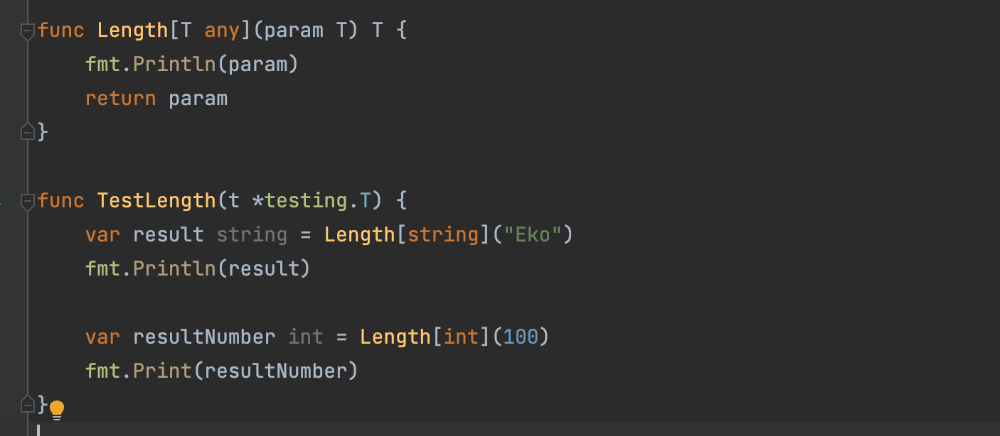 func Length[T any](param T) T {
    fmt.Println(param)
    return param
}
func TestLength(t *testing.T) {
    var result string = Length[string]("Eko")
    fmt.Println(result)
    var resultNumber int = Length[int](100)
    fmt.Print(resultNumber)
}